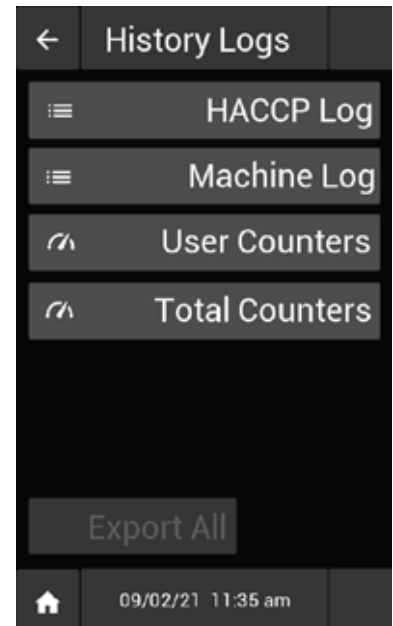 History Logs
HACCP Log
Machine Log
User Counters
Total Counters
Export All
09/02/21 11:35 am